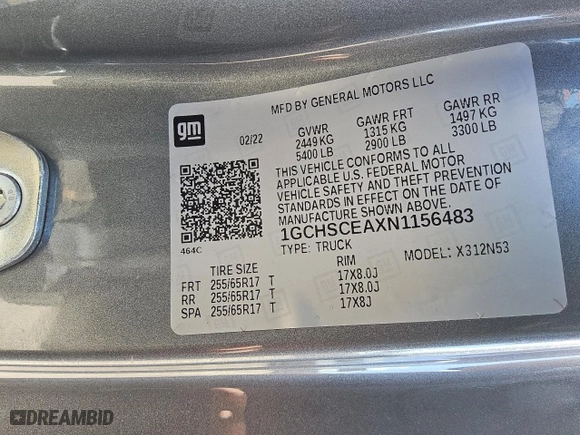 MFD BY GENERAL MOTORS LLC
gm
02/22
GVWR GAWR FRT GAWR RR
2449 KG 1315 KG 1497 KG
5400 LB 2900 LB 3300 LB
THIS VEHICLE CONFORMS TO ALL
APPLICABLE U.S. FEDERAL MOTOR
VEHICLE SAFETY AND THEFT PREVENTION
STANDARDS IN EFFECT ON THE DATE OF
MANUFACTURE SHOWN ABOVE.
1GCHSCEAXN1156483
464C
TYPE: TRUCK MODEL: X312N53
TIRE SIZE RIM
FRT 255/65R17 T 17X8.0J
RR 255/65R17 T 17X8.0J
SPA 255/65R17 T 17X8J
DREAMBID